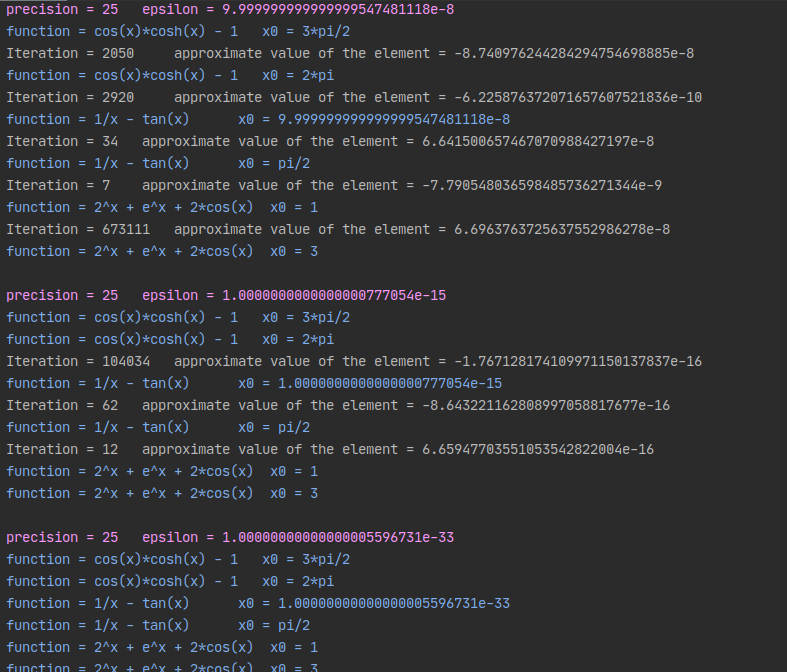 precision = 25   epsilon = 9.999999999999999547481118e-8
function = cos(x)*cosh(x) - 1   x0 = 3*pi/2
Iteration = 2050     approximate value of the element = -8.740976244284294754698885e-8
function = cos(x)*cosh(x) - 1   x0 = 2*pi
Iteration = 2920     approximate value of the element = -6.225876372071657607521836e-10
function = 1/x - tan(x)      x0 = 9.999999999999999547481118e-8
Iteration = 34   approximate value of the element = 6.641500657467070988427197e-8
function = 1/x - tan(x)      x0 = pi/2
Iteration = 7    approximate value of the element = -7.790548036598485736271344e-9
function = 2^x + e^x + 2*cos(x)  x0 = 1
Iteration = 673111   approximate value of the element = 6.6963763725637552986278e-8
function = 2^x + e^x + 2*cos(x)  x0 = 3
precision = 25   epsilon = 1.00000000000000000777054e-15
function = cos(x)*cosh(x) - 1   x0 = 3*pi/2
function = cos(x)*cosh(x) - 1   x0 = 2*pi
Iteration = 104034   approximate value of the element = -1.767128174109971150137837e-16
function = 1/x - tan(x)      x0 = 1.00000000000000000777054e-15
Iteration = 62   approximate value of the element = -8.643221162808997058817677e-16
function = 1/x - tan(x)      x0 = pi/2
Iteration = 12   approximate value of the element = 6.65947703551053542822004e-16
function = 2^x + e^x + 2*cos(x)  x0 = 1
function = 2^x + e^x + 2*cos(x)  x0 = 3
precision = 25   epsilon = 1.000000000000000005596731e-33
function = cos(x)*cosh(x) - 1   x0 = 3*pi/2
function = cos(x)*cosh(x) - 1   x0 = 2*pi
function = 1/x - tan(x)      x0 = 1.000000000000000005596731e-33
function = 1/x - tan(x)      x0 = pi/2
function = 2^x + e^x + 2*cos(x)  x0 = 1
function = 2^x + e^x + 2*cos(x)  x0 = 3